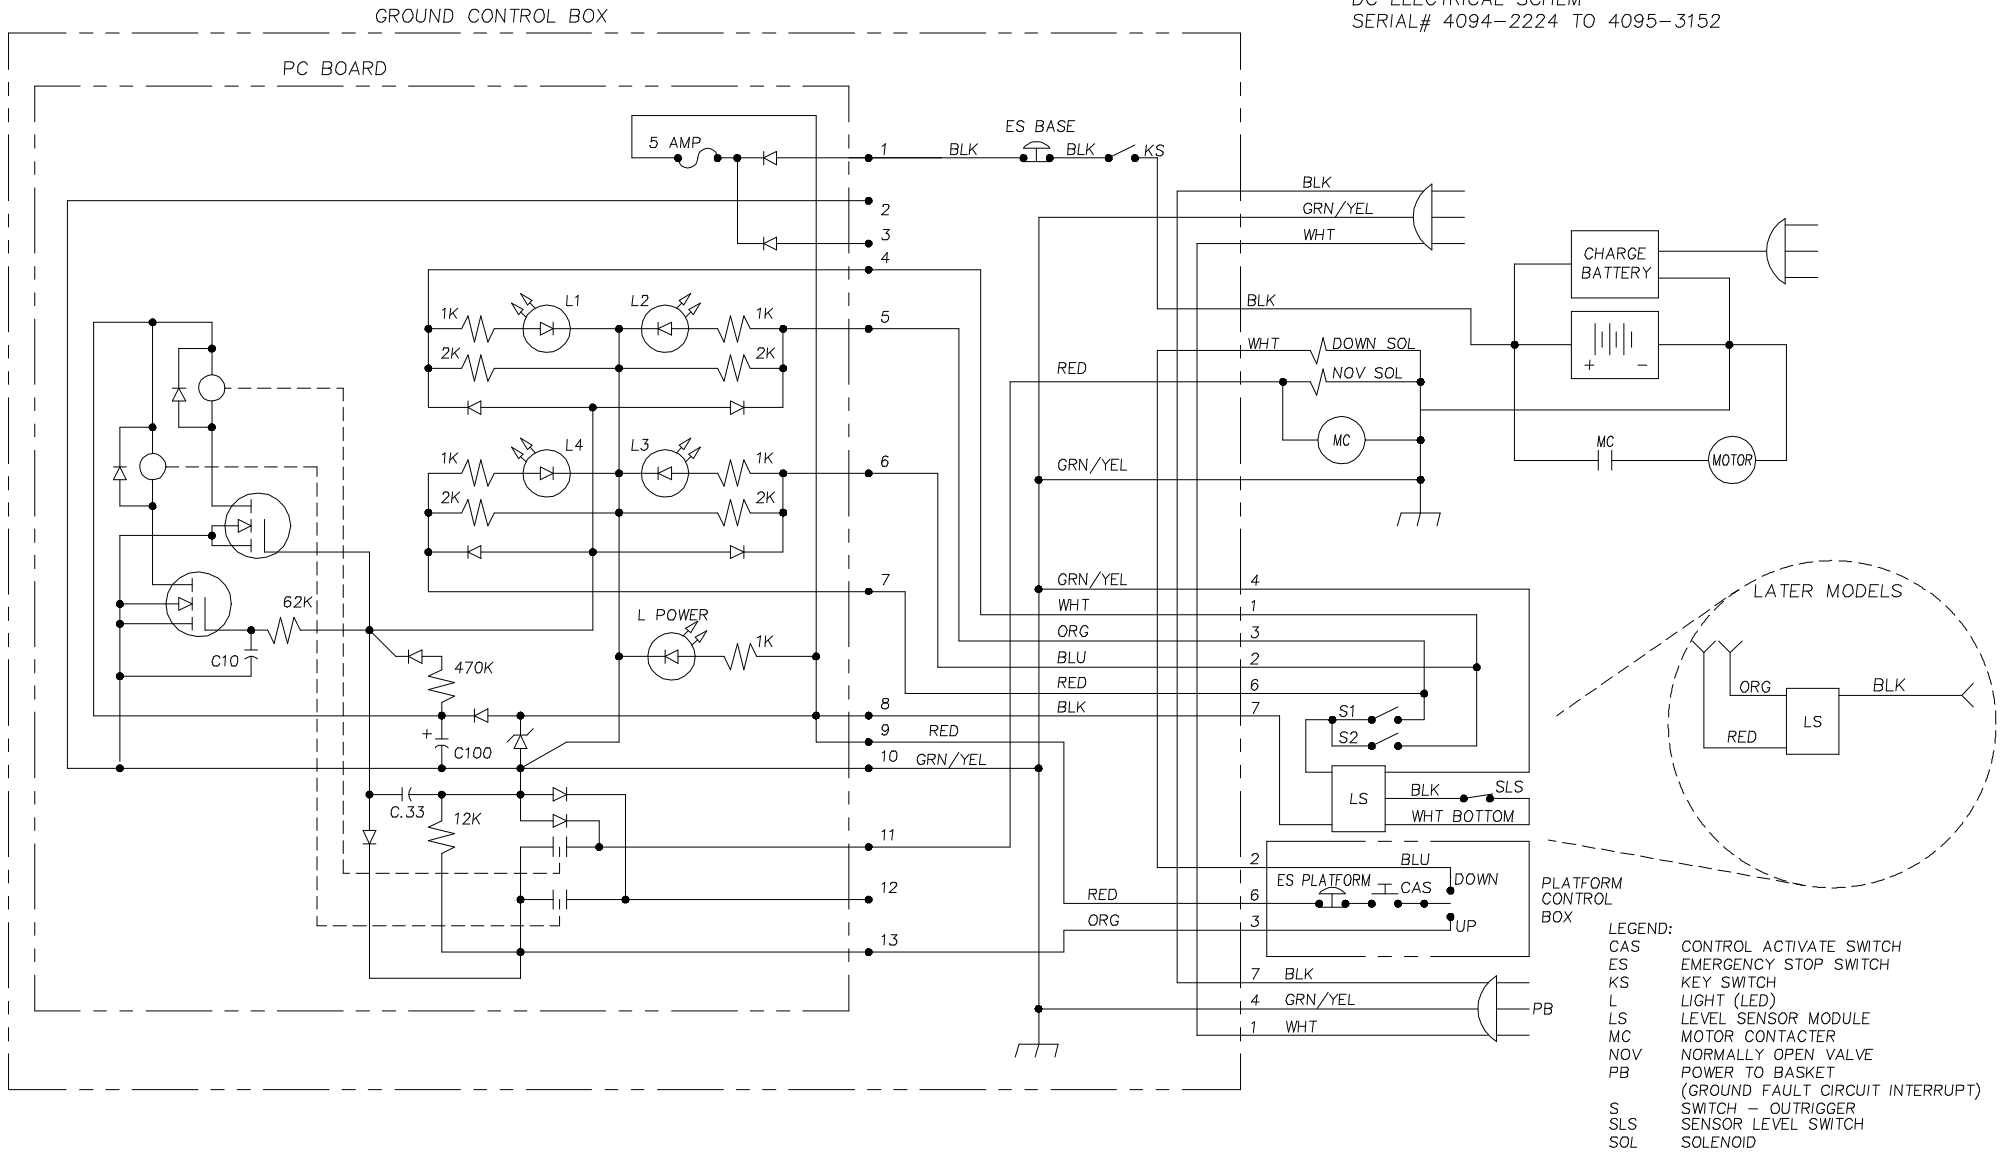 DC ELECTRICAL SCHEM
SERIAL# 4094-2224 TO 4095-3152
GROUND CONTROL BOX
PC BOARD
5 AMP
1
BLK
ES BASE
BLK
KS
2
3
4
BLK
GRN/YEL
WHT
CHARGE
BATTERY
1K
L1
L2
1K
5
BLK
2K
2K
WHT
DOWN SOL
RED
NOV SOL
+
-
1K
L4
L3
1K
6
MC
MC
MOTOR
GRN/YEL
2K
2K
7
GRN/YEL
4
WHT
1
ORG
3
BLU
2
RED
6
BLK
7
LATER MODELS
ORG
BLK
LS
RED
62K
C10
L POWER
1K
470K
8
+
C100
9
RED
10
GRN/YEL
S1
S2
LS
BLK
SLS
WHT BOTTOM
C.33
12K
11
12
13
2
BLU
ES PLATFORM
CAS
DOWN
RED
6
ORG
3
UP
PLATFORM
CONTROL
BOX
7
BLK
4
GRN/YEL
PB
1
WHT
LEGEND:
CAS CONTROL ACTIVATE SWITCH
ES EMERGENCY STOP SWITCH
KS KEY SWITCH
L LIGHT (LED)
LS LEVEL SENSOR MODULE
MC MOTOR CONTACTER
NOV NORMALLY OPEN VALVE
PB POWER TO BASKET
(GROUND FAULT CIRCUIT INTERRUPT)
S SWITCH - OUTRIGGER
SLS SENSOR LEVEL SWITCH
SOL SOLENOID